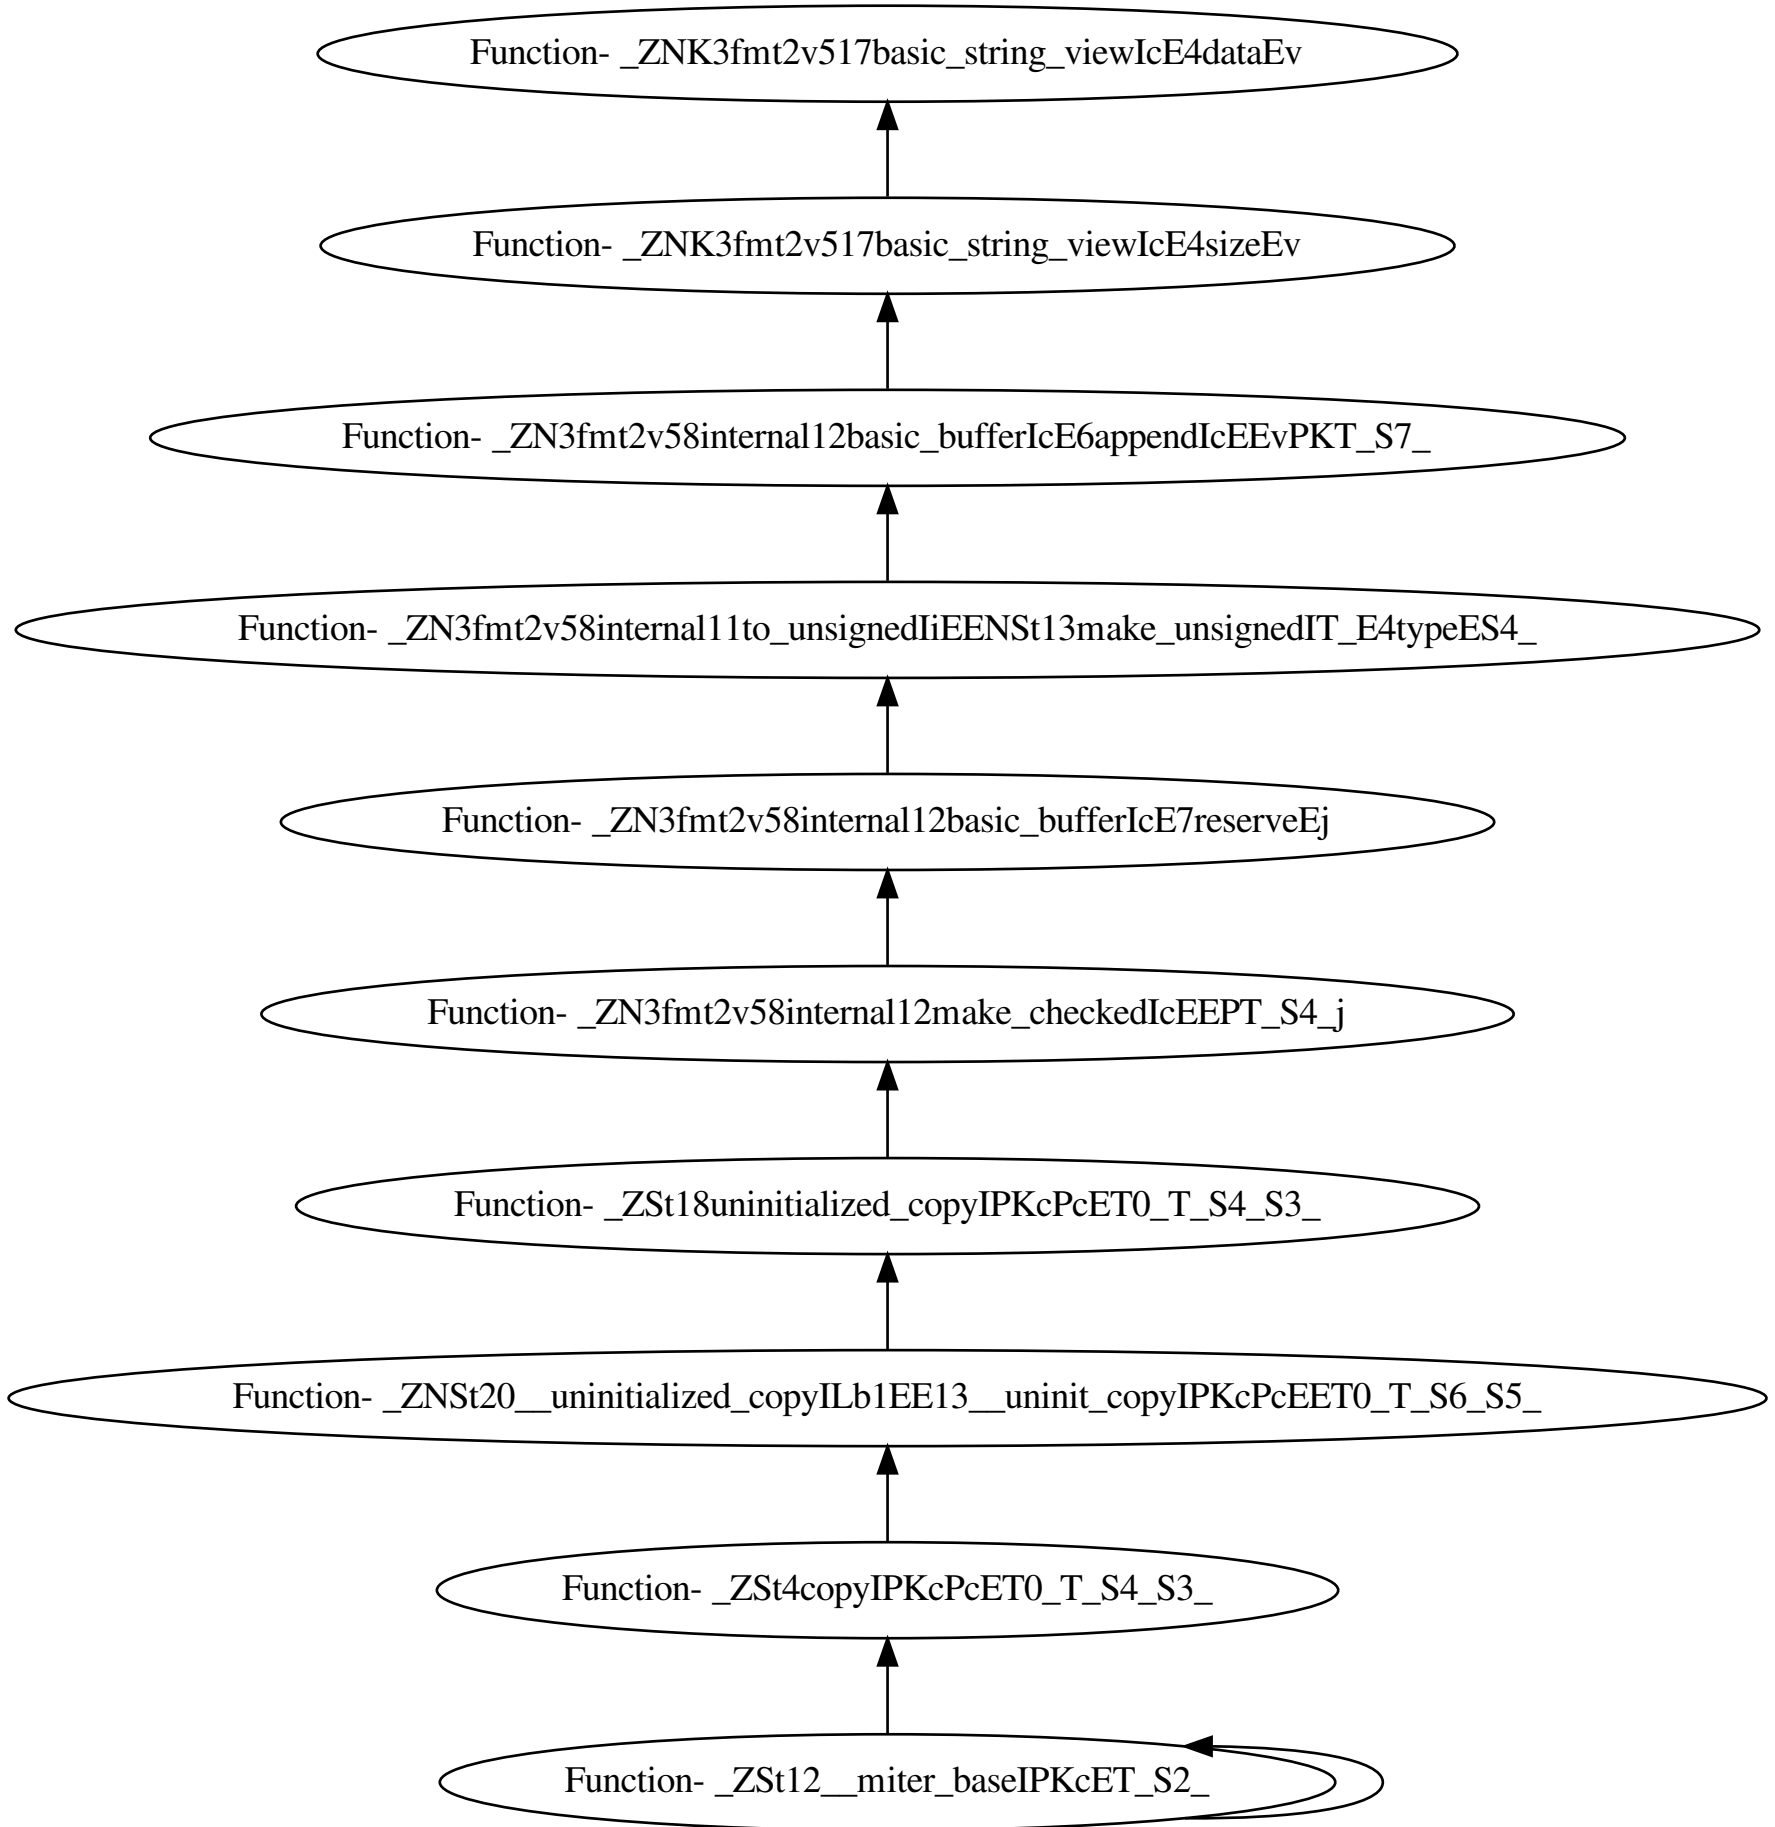 Function- _ZNK3fmt2v517basic_string_viewIcE4dataEv
Function- _ZNK3fmt2v517basic_string_viewIcE4sizeEv
Function- _ZN3fmt2v58internal12basic_bufferIcE6appendIcEEvPKT_S7_
Function- _ZN3fmt2v58internal11to_unsignedIiEENSt13make_unsignedIT_E4typeES4_
Function- _ZN3fmt2v58internal12basic_bufferIcE7reserveEj
Function- _ZN3fmt2v58internal12make_checkedIcEEPT_S4_j
Function- _ZSt18uninitialized_copyIPKcPcET0_T_S4_S3_
Function- _ZNSt20__uninitialized_copyILb1EE13__uninit_copyIPKcPcEET0_T_S6_S5_
Function- _ZSt4copyIPKcPcET0_T_S4_S3_
Function- _ZSt12__miter_baseIPKcET_S2_